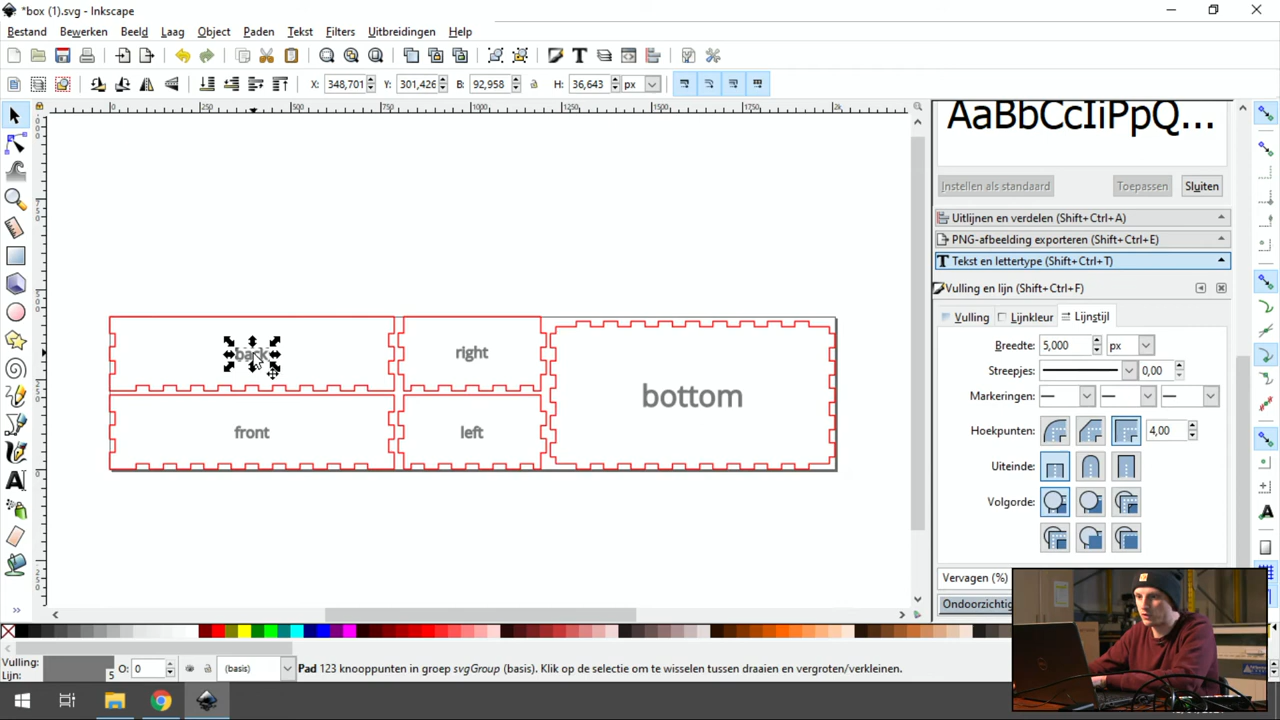 *box (1).svg - Inkscape
Bestand Bewerken Beeld Laag Object Paden Tekst Filters Uitbreidingen Help
X: 348,701 Y: 301,426 B: 92,958 H: 36,643 px
AaBbCcIiPpQ...
Instellen als standaard Toepassen Sluiten
Uitlijnen en verdelen (Shift+Ctrl+A)
PNG-afbeelding exporteren (Shift+Ctrl+E)
Tekst en lettertype (Shift+Ctrl+T)
Vulling en lijn (Shift+Ctrl+F)
Vulling Lijnkleur Lijnstijl
Breedte: 5,000 px
Streepjes: 0,00
Markeringen:
Hoekpunten: 4,00
Uiteinde:
Volgorde:
Vervagen (%)
back right
bottom
front left
Vulling: O: 0 (basis) Pad 123 knooppunten in groep svgGroup (basis). Klik op de selectie om te wisselen tussen draaien en vergroten/verkleinen.
Lijn: 5